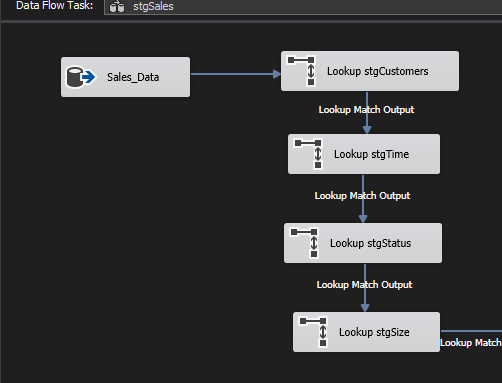 Data Flow Task: stgSales
Sales_Data
Lookup stgCustomers
Lookup Match Output
Lookup stgTime
Lookup Match Output
Lookup stgStatus
Lookup Match Output
Lookup stgSize
Lookup Match